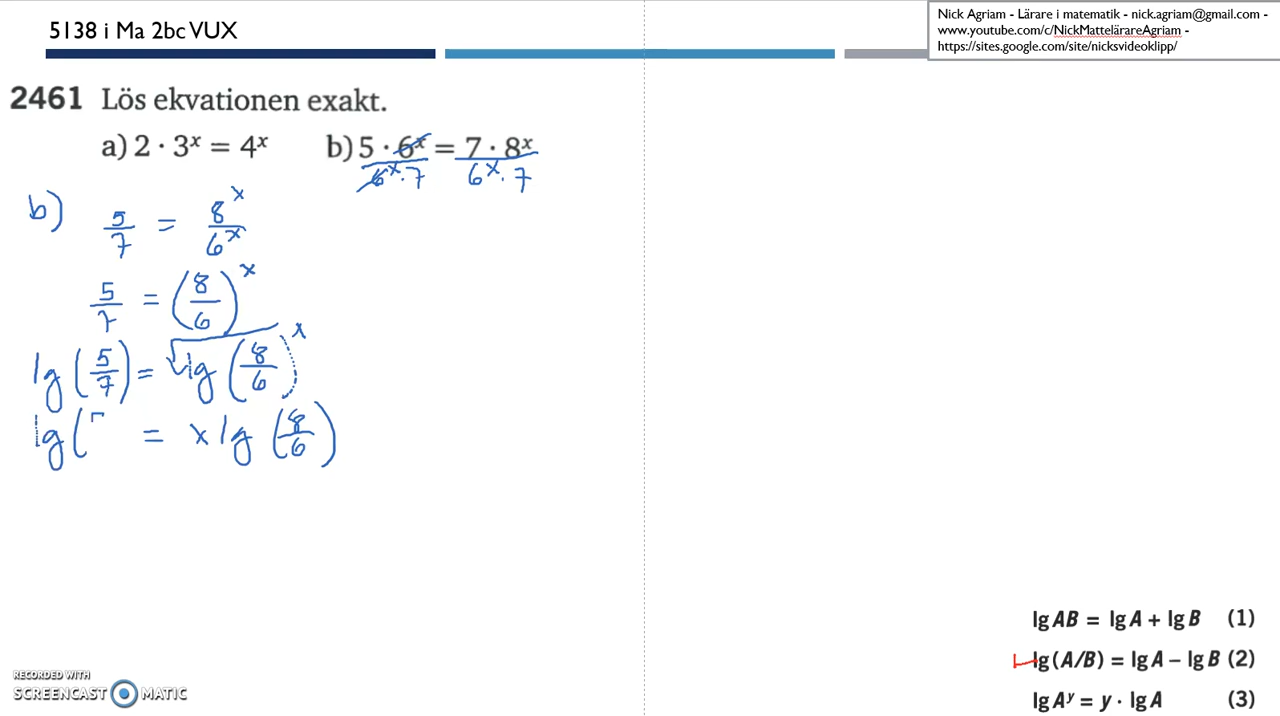 5138 i Ma 2bc VUX
Nick Agriam - Lärare i matematik - nick.agriam@gmail.com -
www.youtube.com/c/NickMattelärareAgriam -
https://sites.google.com/site/nicksvideoklipp/
2461 Lös ekvationen exakt.
a) 2 · 3ˣ = 4ˣ b) 5 · 6ˣ = 7 · 8ˣ
6ˣ · 7 6ˣ · 7
b) 5/7 = 8ˣ/6ˣ
5/7 = (8/6)ˣ
lg(5/7) = lg(8/6)ˣ
lg( = x lg(8/6)
lg AB = lg A + lg B (1)
lg(A/B) = lg A – lg B (2)
lg Aʸ = y · lg A (3)
RECORDED WITH
SCREENCAST MATIC